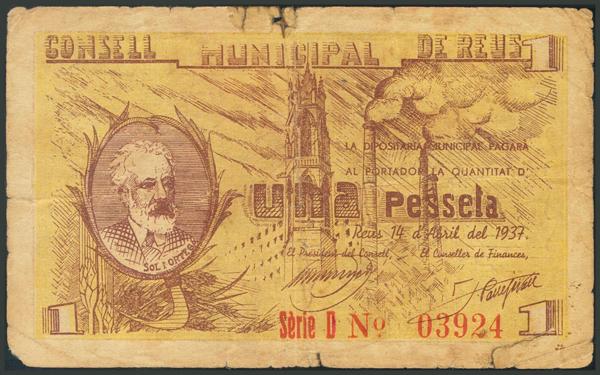 CONSELL MUNICIPAL DE REUS 1
LA DIPOSITARIA MUNICIPAL PAGARÀ
AL PORTADOR LA QUANTITAT D'
UNA PESSETA
Reus 14 d'Abril del 1937.
El President del Consell, El Conseller de Finances,
SOL I ORTEGA
1 Sèrie D Nº 03924 1